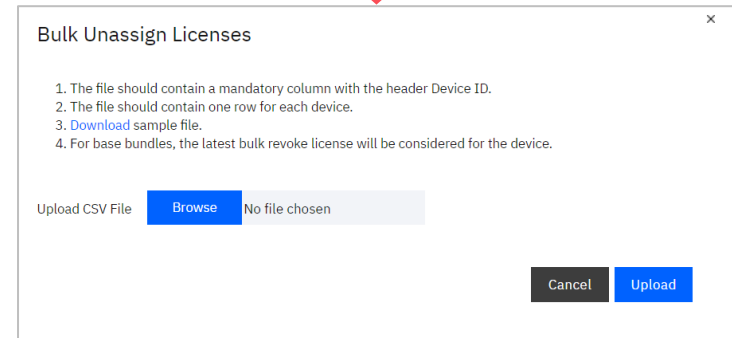 ×
Bulk Unassign Licenses
1. The file should contain a mandatory column with the header Device ID.
2. The file should contain one row for each device.
3. Download sample file.
4. For base bundles, the latest bulk revoke license will be considered for the device.
Upload CSV File Browse No file chosen
Cancel Upload